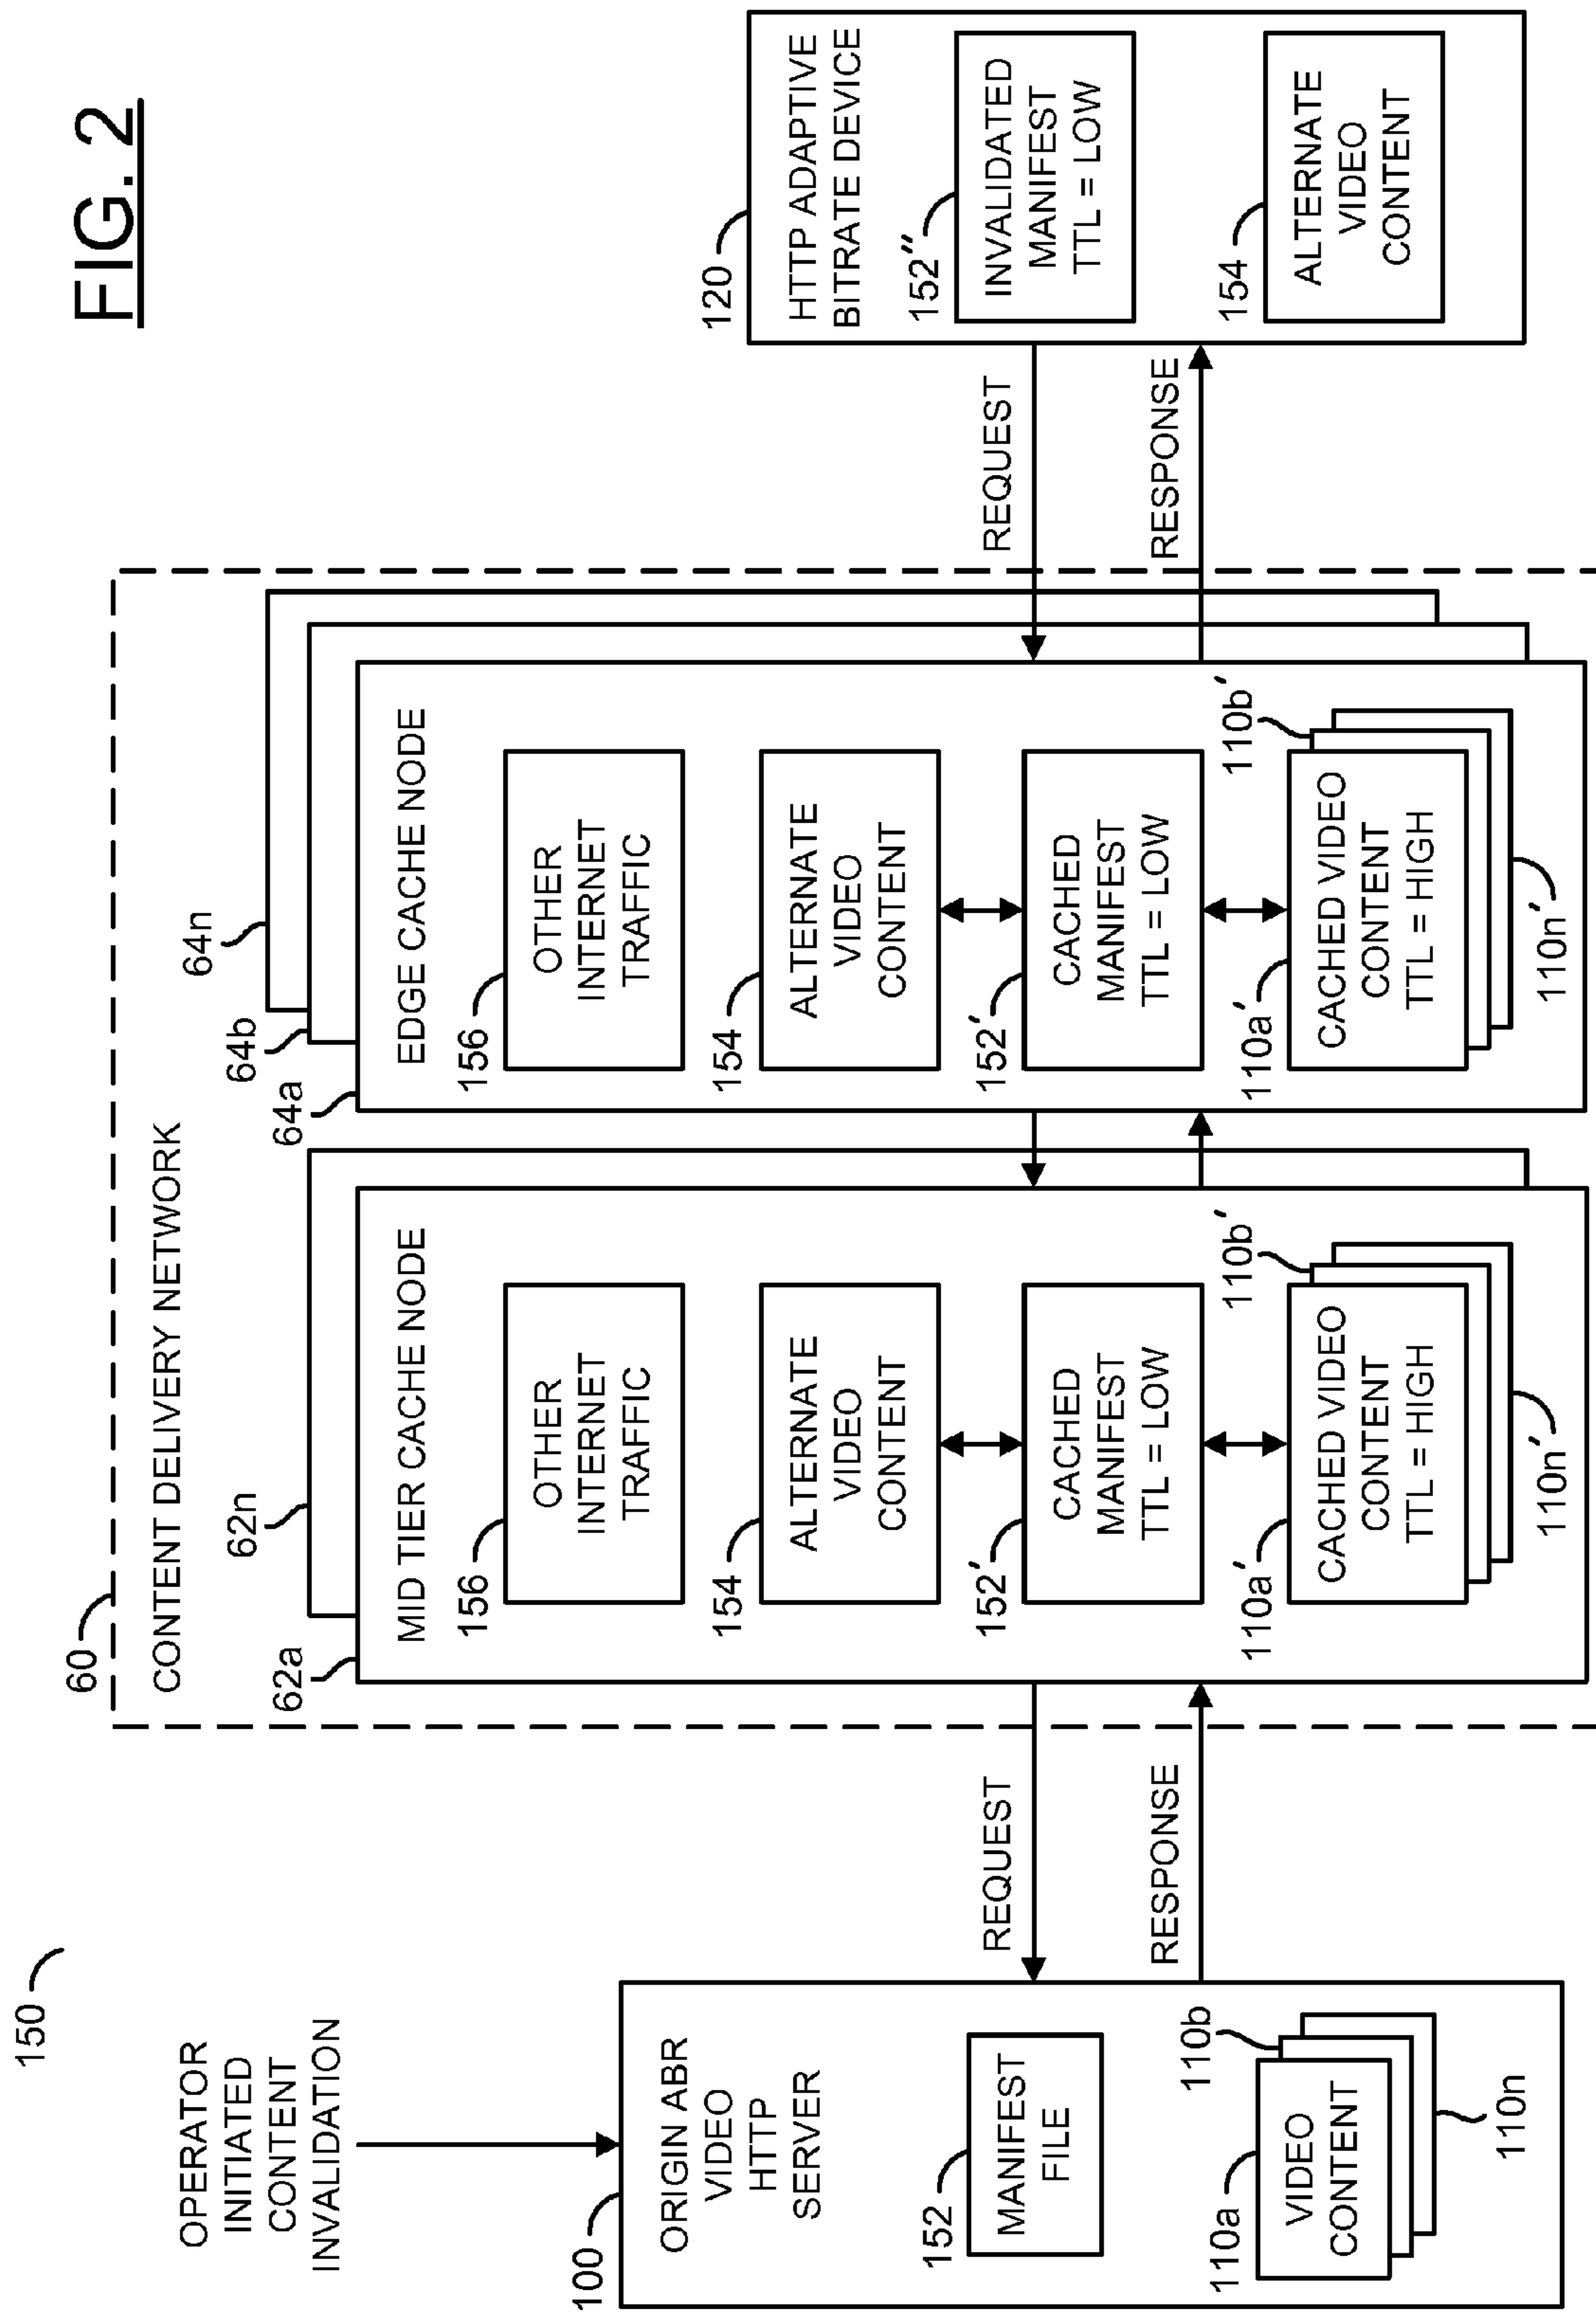 FIG. 2
150
OPERATOR
INITIATED
CONTENT
INVALIDATION
100
ORIGIN ABR
VIDEO
HTTP
SERVER
152
MANIFEST
FILE
110a
110b
VIDEO
CONTENT
110n
REQUEST
RESPONSE
60
CONTENT DELIVERY NETWORK
62a
62n
MID TIER CACHE NODE
156
OTHER
INTERNET
TRAFFIC
154
ALTERNATE
VIDEO
CONTENT
152′
CACHED
MANIFEST
TTL = LOW
110a′
110b′
CACHED VIDEO
CONTENT
TTL = HIGH
110n′
64a
64b
64n
EDGE CACHE NODE
156
OTHER
INTERNET
TRAFFIC
154
ALTERNATE
VIDEO
CONTENT
152′
CACHED
MANIFEST
TTL = LOW
110a′
110b′
CACHED VIDEO
CONTENT
TTL = HIGH
110n′
REQUEST
RESPONSE
120
HTTP ADAPTIVE
BITRATE DEVICE
152″
INVALIDATED
MANIFEST
TTL = LOW
154
ALTERNATE
VIDEO
CONTENT